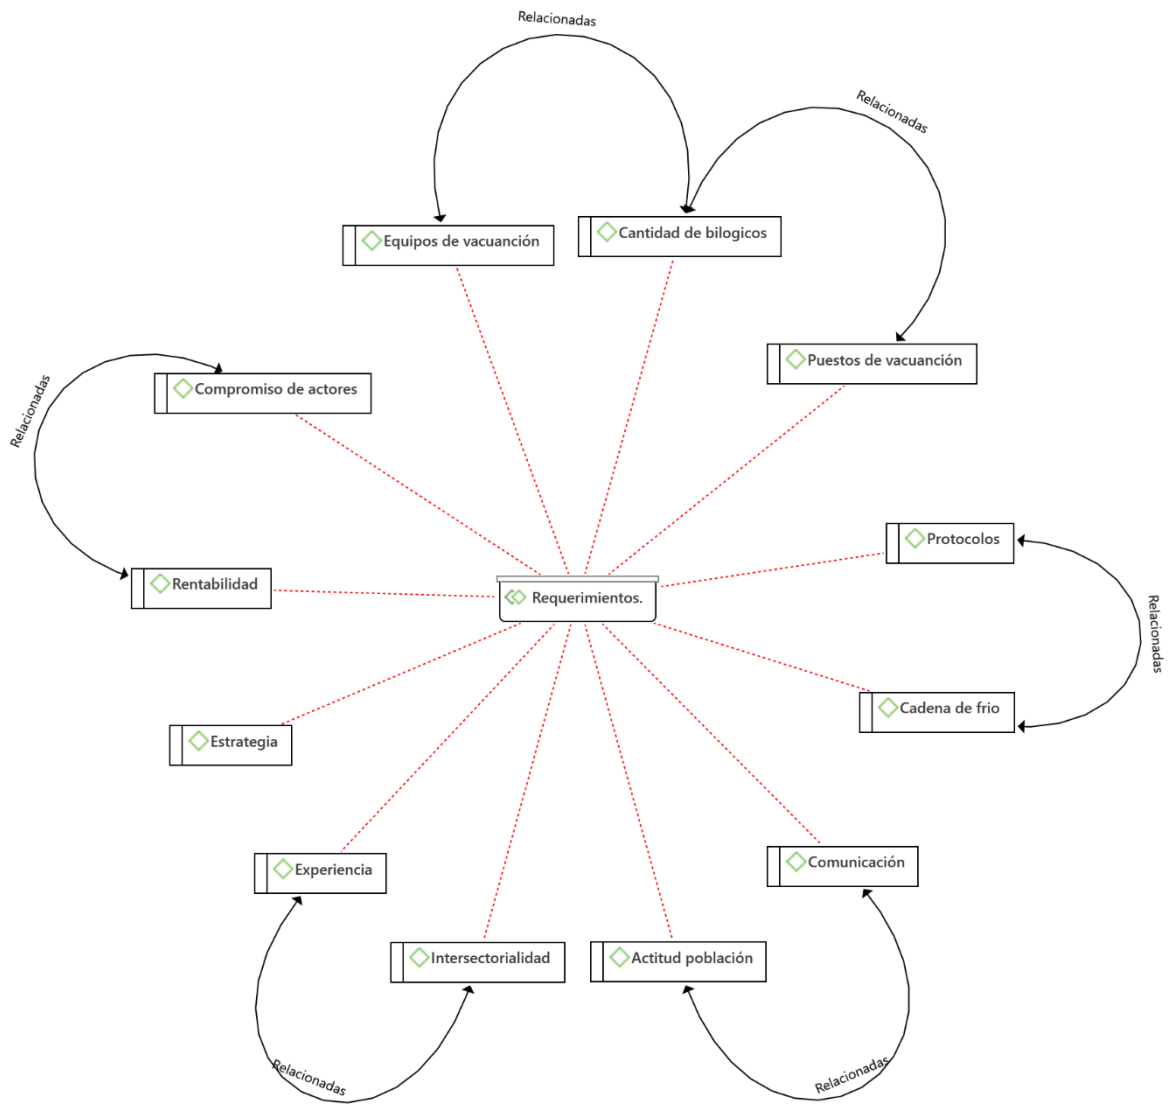 Relacionadas
Relacionadas
Equipos de vacuanción
Cantidad de bilogicos
Puestos de vacuanción
Compromiso de actores
Relacionadas
Protocolos
Rentabilidad
Requerimientos.
Relacionadas
Cadena de frio
Estrategia
Comunicación
Experiencia
Intersectorialidad
Actitud población
Relacionadas
Relacionadas